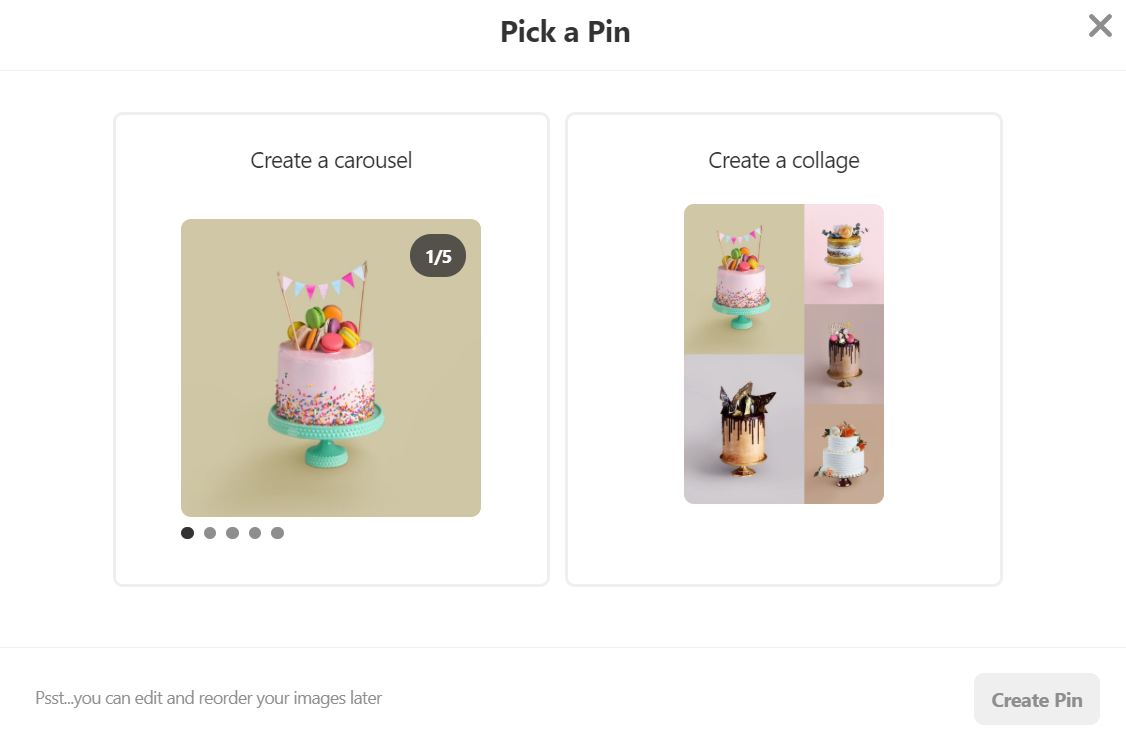 Pick a Pin
Create a carousel
1/5
Create a collage
Psst...you can edit and reorder your images later
Create Pin